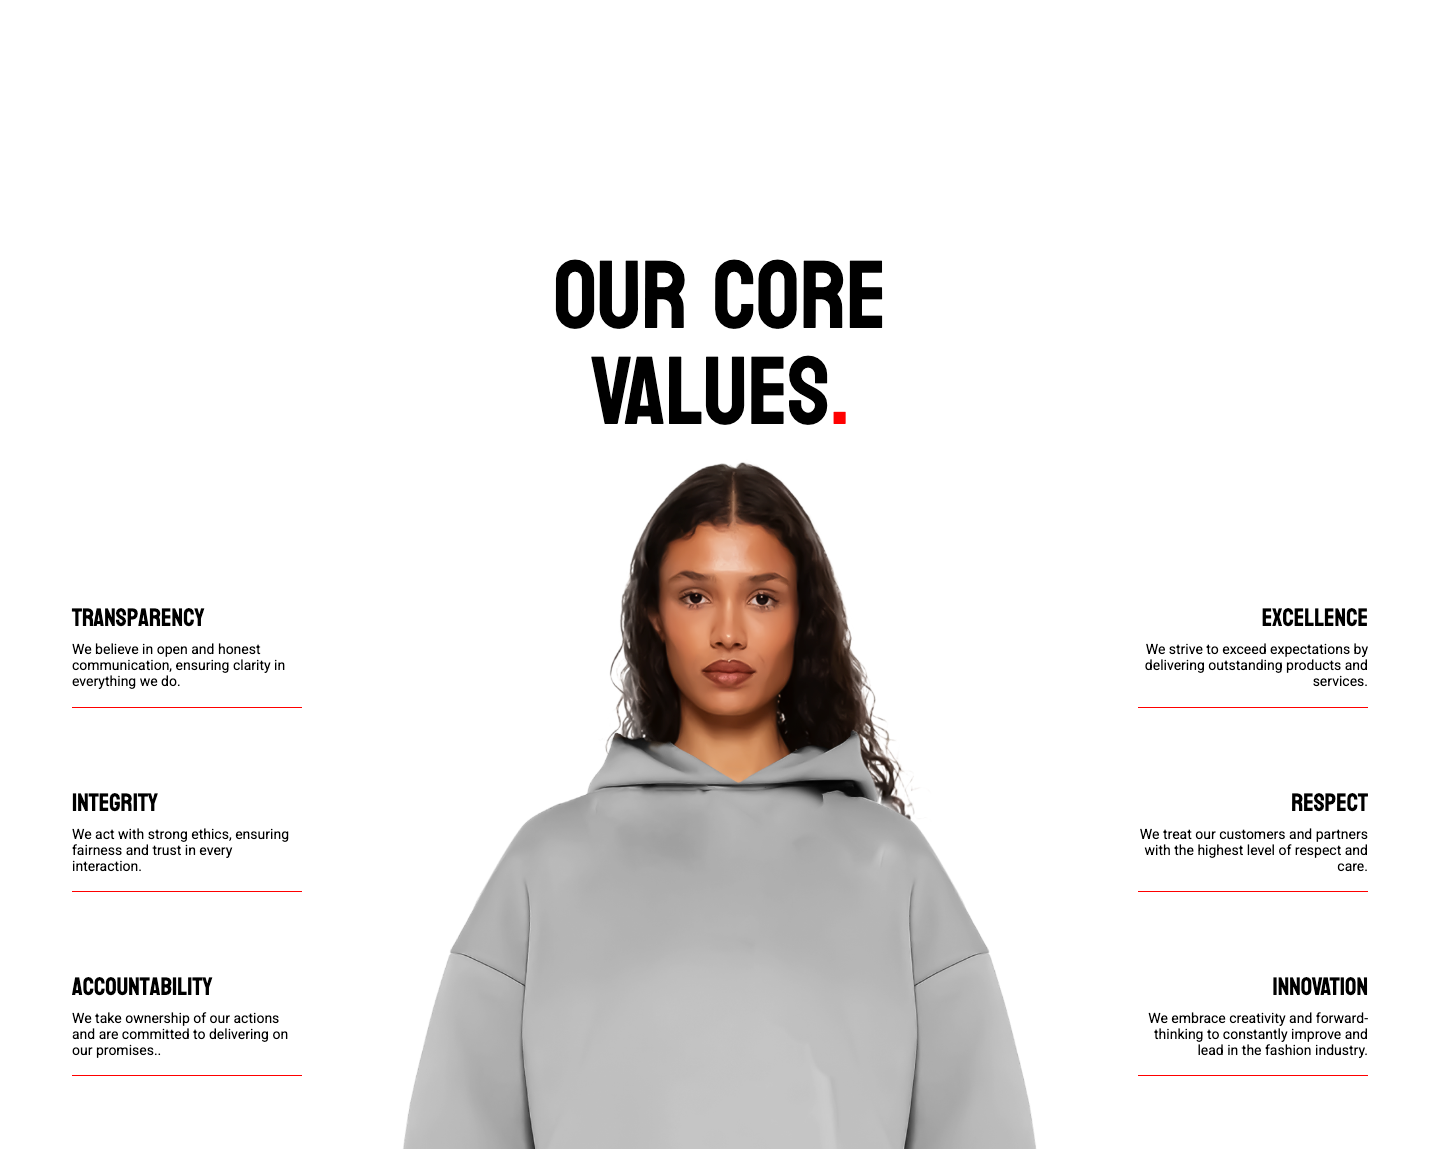 OUR CORE
VALUES.
TRANSPARENCY
We believe in open and honest
communication, ensuring clarity in
everything we do.
INTEGRITY
We act with strong ethics, ensuring
fairness and trust in every
interaction.
ACCOUNTABILITY
We take ownership of our actions
and are committed to delivering on
our promises..
EXCELLENCE
We strive to exceed expectations by
delivering outstanding products and
services.
RESPECT
We treat our customers and partners
with the highest level of respect and
care.
INNOVATION
We embrace creativity and forward-
thinking to constantly improve and
lead in the fashion industry.